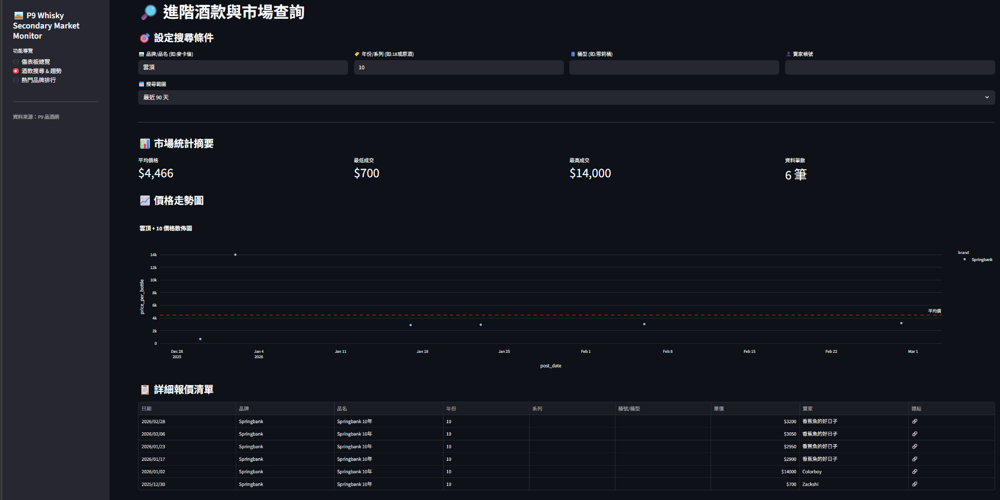 P9 Whisky
Secondary Market
Monitor
功能導覽
儀表板總覽
酒款搜尋 & 趨勢
熱門品牌排行
資料來源：P9 品酒網
進階酒款與市場查詢
設定搜尋條件
品牌/品名 (如:麥卡倫)
年份/系列 (如:18或原酒)
桶型 (如:雪莉桶)
賣家帳號
雲頂
10
搜尋範圍
最近 90 天
市場統計摘要
平均價格
最低成交
最高成交
資料筆數
$4,466
$700
$14,000
6 筆
價格走勢圖
雲頂 + 10 價格散佈圖
14k
12k
10k
8k
6k
4k
2k
0
price_per_bottle
平均價
brand
Springbank
Dec 28
2025
Jan 4
2026
Jan 11
Jan 18
Jan 25
Feb 1
Feb 8
Feb 15
Feb 22
Mar 1
post_date
詳細報價清單
日期 品牌 品名 年份 系列 桶號/桶型 單價 賣家 連結
2026/02/28 Springbank Springbank 10年 10 $3200 香蕉魚的好日子
2026/02/06 Springbank Springbank 10年 10 $3050 香蕉魚的好日子
2026/01/23 Springbank Springbank 10年 10 $2950 香蕉魚的好日子
2026/01/17 Springbank Springbank 10年 10 $2900 香蕉魚的好日子
2026/01/02 Springbank Springbank 10年 10 $14000 Colorboy
2025/12/30 Springbank Springbank 10年 10 $700 Zackshi